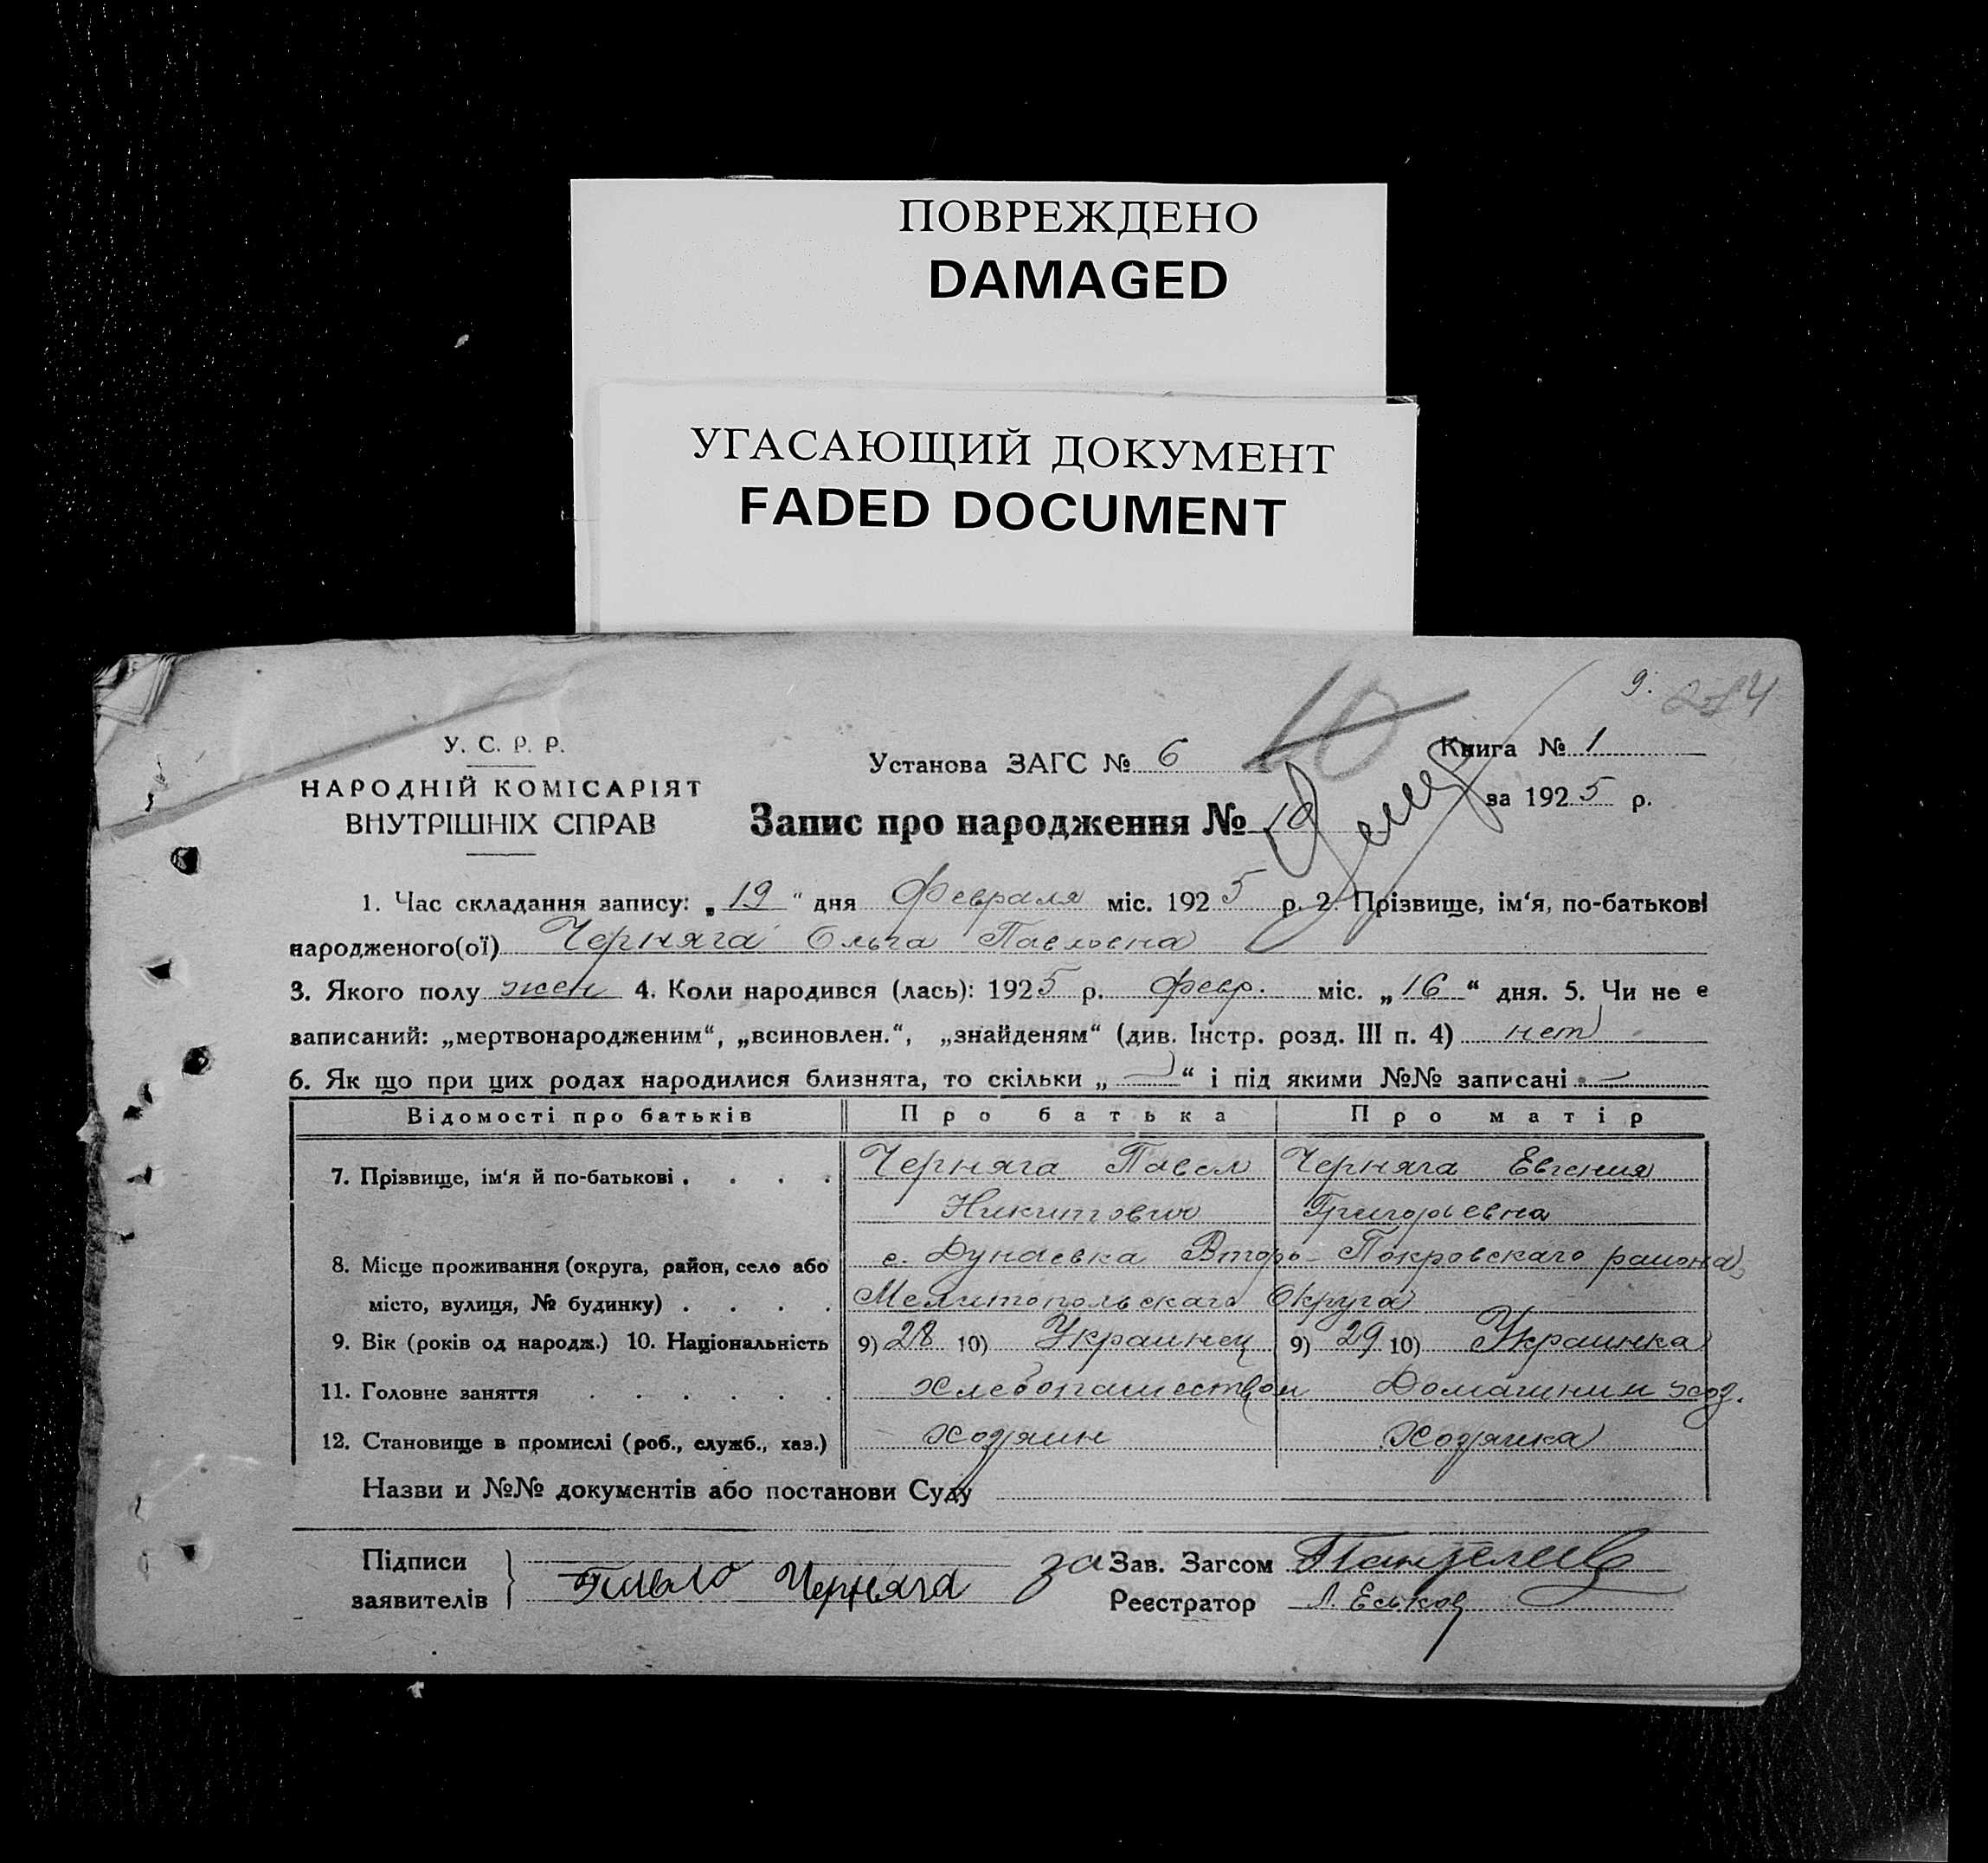 ПОВРЕЖДЕНО
DAMAGED
УГАСАЮЩИЙ ДОКУМЕНТ
FADED DOCUMENT
9. 274
У. С. Р. Р.
НАРОДНІЙ КОМІСАРІЯТ
ВНУТРІШНІХ СПРАВ
Установа ЗАГС № 6
10
Книга № 1
за 1925 р.
Запис про народження № 10
1. Час складання запису: „19“ дня Февраля міс. 1925 р. 2. Прізвище, ім'я, по-батькові
народженого(ої) Черняга Ольга Павловна
3. Якого полу жен 4. Коли народився (лась): 1925 р. февр. міс. „16“ дня. 5. Чи не е
записаний: „мертвонародженим“, „всиновлен.“, „знайденям“ (див. Інстр. розд. III п. 4) нет
6. Як що при цих родах народилися близнята, то скільки „—“ і під якими №№ записані —
Відомості про батьків Про батька Про матір
7. Прізвище, ім'я й по-батькові . . . . Черняга Павел Черняга Евгения
Никитович Григорьевна
8. Місце проживання (округа, район, село або с. Дунаевка Второ-Покровскаго района,
місто, вулиця, № будинку) . . . . Мелитопольскаго Округа
9. Вік (років од народж.) 10. Національність 9) 28 10) Украинец 9) 29 10) Украинка
11. Головне заняття . . . . . . Хлебопашеством Домашним хоз.
12. Становище в промислі (роб., служб., хаз.) Хозяин Хозяйка
Назви и №№ документів або постанови Суду
Підписи
заявителів } Павло Черняга
за Зав. Загсом
Реєстратор Л. Еськов